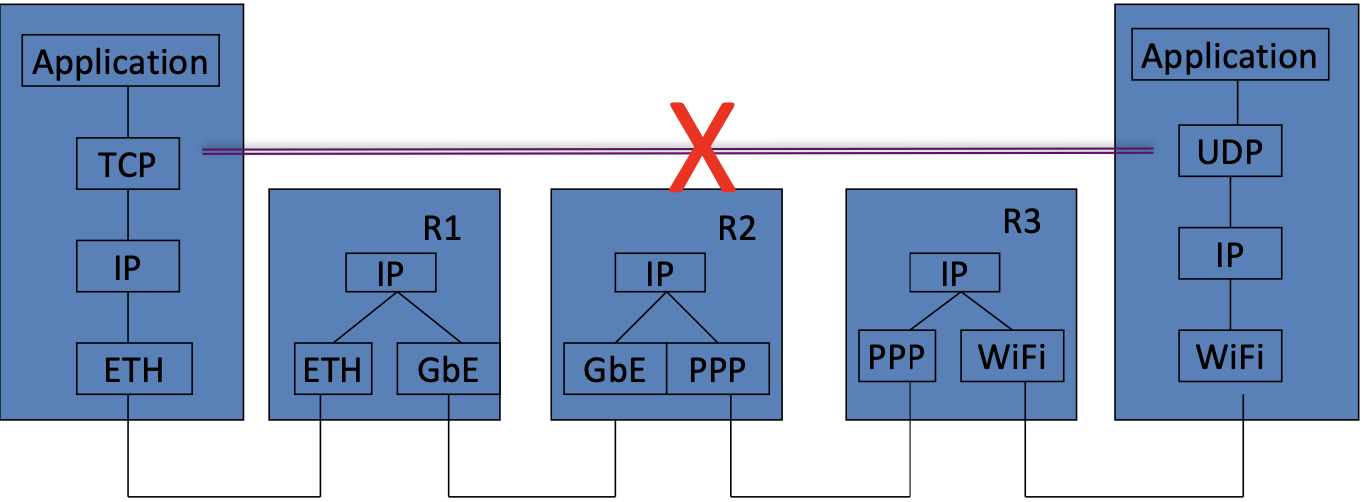 Application
TCP
IP
ETH
R1
IP
ETH
GbE
R2
IP
GbE
PPP
R3
IP
PPP
WiFi
Application
UDP
IP
WiFi